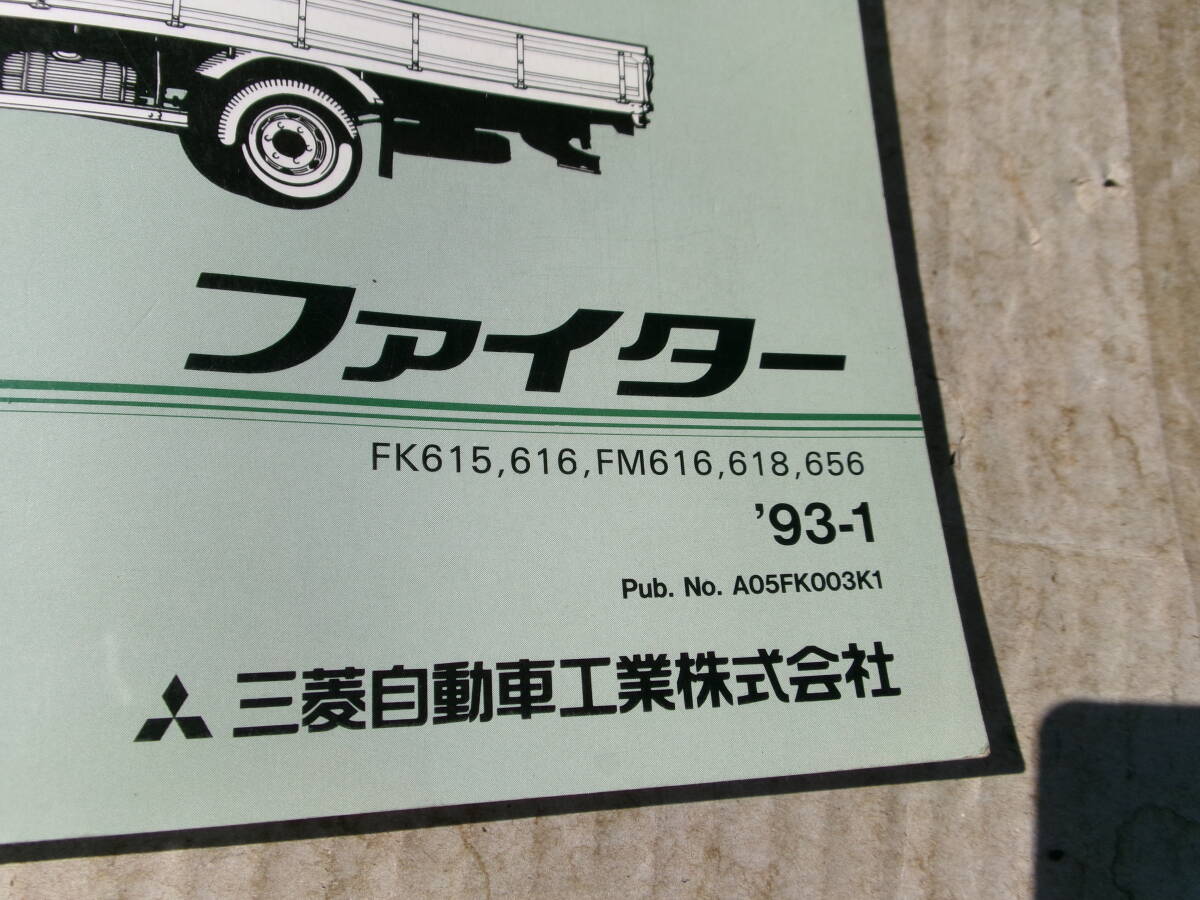 ファイター
FK615,616,FM616,618,656
'93-1
Pub. No. A05FK003K1
三菱自動車工業株式会社